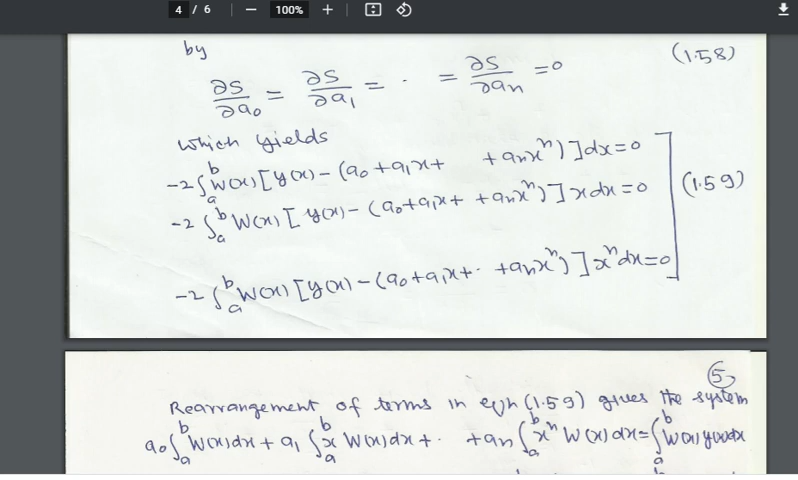 4 / 6 | − 100% +
by (1.58)
∂S/∂a₀ = ∂S/∂a₁ = · = ∂S/∂aₙ = 0
which yields
-2∫ₐᵇ W(x) [y(x) - (a₀ + a₁x + + aₙxⁿ)] dx = 0
-2∫ₐᵇ W(x) [y(x) - (a₀ + a₁x + + aₙxⁿ)] x dx = 0 (1.59)
-2∫ₐᵇ W(x) [y(x) - (a₀ + a₁x + · + aₙxⁿ)] xⁿ dx = 0
5
Rearrangement of terms in eqn (1.59) gives the system
a₀∫ₐᵇ W(x)dx + a₁∫ₐᵇ x W(x)dx + · + aₙ∫ₐᵇ xⁿ W(x)dx = ∫ₐᵇ W(x) y(x)dx
b b